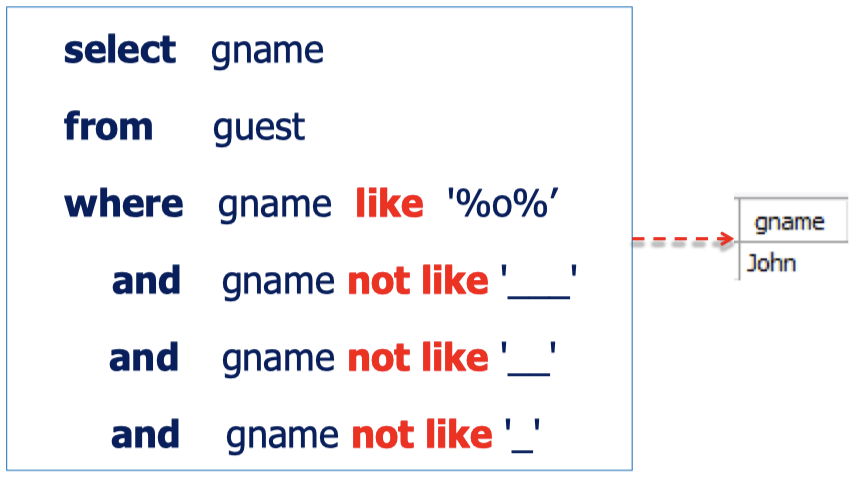 select gname
from guest
where gname like '%o%’
and gname not like '___'
and gname not like '__'
and gname not like '_'
gname
John